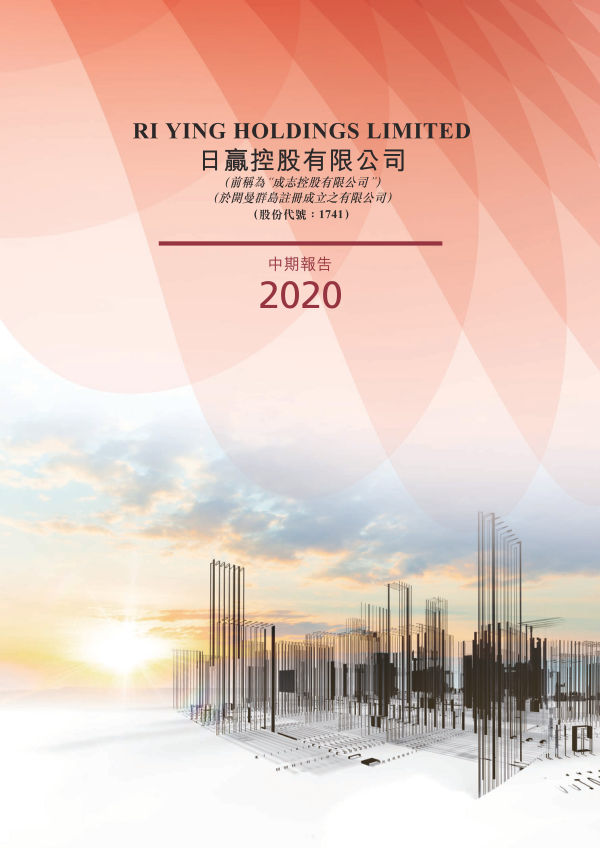 RI YING HOLDINGS LIMITED
日贏控股有限公司
(前稱為“成志控股有限公司”)
(於開曼群島註冊成立之有限公司)
(股份代號：1741)
中期報告
2020